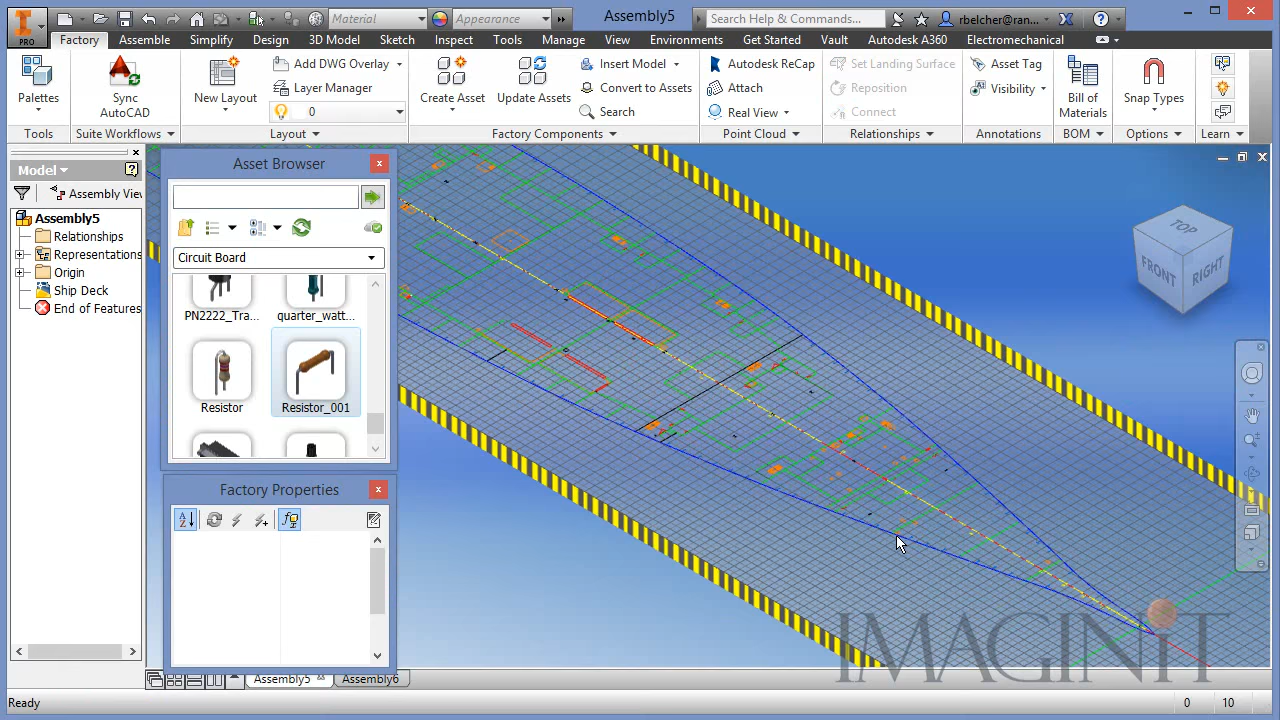 PRO
Material
Appearance
Assembly5
Search Help & Commands...
rbelcher@ran...
Factory
Assemble
Simplify
Design
3D Model
Sketch
Inspect
Tools
Manage
View
Environments
Get Started
Vault
Autodesk A360
Electromechanical
Palettes
Tools
Sync
AutoCAD
Suite Workflows
New Layout
Add DWG Overlay
Layer Manager
0
Layout
Create Asset
Update Assets
Insert Model
Convert to Assets
Search
Factory Components
Autodesk ReCap
Attach
Real View
Point Cloud
Set Landing Surface
Reposition
Connect
Relationships
Asset Tag
Visibility
Annotations
Bill of
Materials
BOM
Snap Types
Options
Learn
Model
Assembly Viev
Assembly5
Relationships
Representations
Origin
Ship Deck
End of Features
Asset Browser
Circuit Board
PN2222_Tra...
quarter_watt...
Resistor
Resistor_001
Factory Properties
TOP
FRONT
RIGHT
IMAGINiT
Assembly5
Assembly6
Ready
0
10